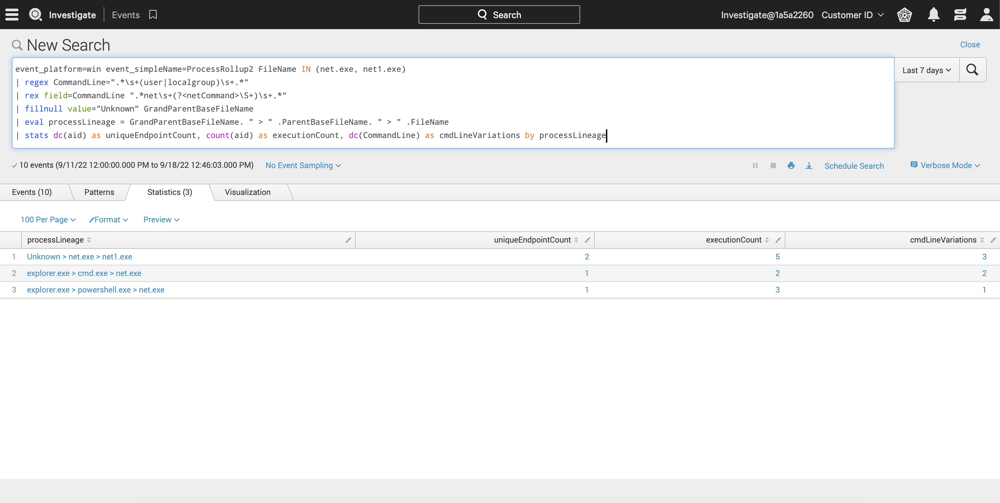 Investigate
Events
Search
Investigate@1a5a2260
Customer ID
New Search
Close
event_platform=win event_simpleName=ProcessRollup2 FileName IN (net.exe, net1.exe)
| regex CommandLine=".*\s+(user|localgroup)\s+.*"
| rex field=CommandLine ".*net\s+(?<netCommand>\S+)\s+.*"
| fillnull value="Unknown" GrandParentBaseFileName
| eval processLineage = GrandParentBaseFileName. " > " .ParentBaseFileName. " > " .FileName
| stats dc(aid) as uniqueEndpointCount, count(aid) as executionCount, dc(CommandLine) as cmdLineVariations by processLineage
Last 7 days
10 events (9/11/22 12:00:00.000 PM to 9/18/22 12:46:03.000 PM)
No Event Sampling
Schedule Search
Verbose Mode
Events (10)
Patterns
Statistics (3)
Visualization
100 Per Page
Format
Preview
processLineage uniqueEndpointCount executionCount cmdLineVariations
1 Unknown > net.exe > net1.exe 2 5 3
2 explorer.exe > cmd.exe > net.exe 1 2 2
3 explorer.exe > powershell.exe > net.exe 1 3 1